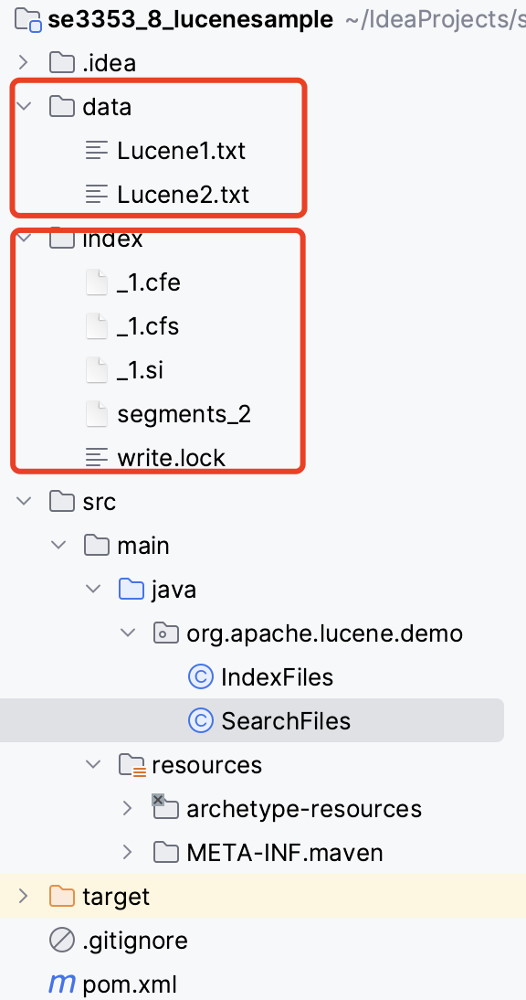 se3353_8_lucenesample ~/IdeaProjects/s
.idea
data
Lucene1.txt
Lucene2.txt
index
_1.cfe
_1.cfs
_1.si
segments_2
write.lock
src
main
java
org.apache.lucene.demo
C IndexFiles
C SearchFiles
resources
archetype-resources
META-INF.maven
target
.gitignore
m pom.xml